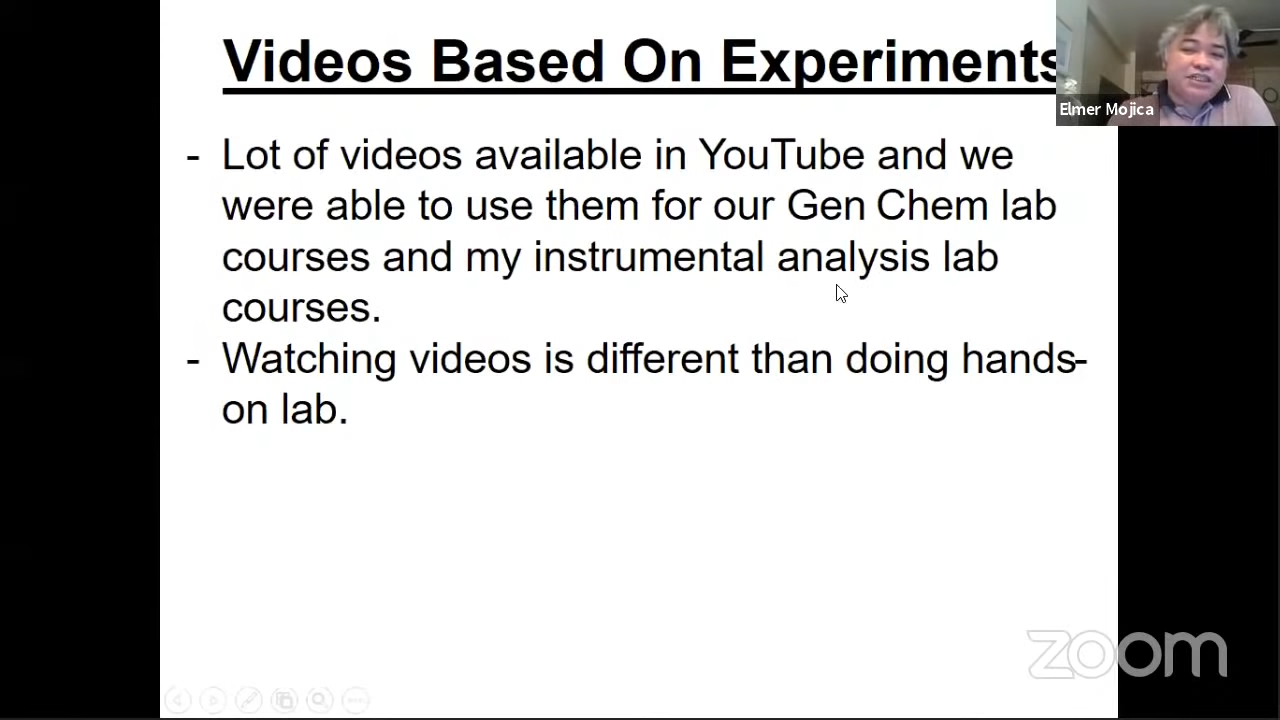 Videos Based On Experiments
Elmer Mojica
- Lot of videos available in YouTube and we
were able to use them for our Gen Chem lab
courses and my instrumental analysis lab
courses.
- Watching videos is different than doing hands-
on lab.
zoom